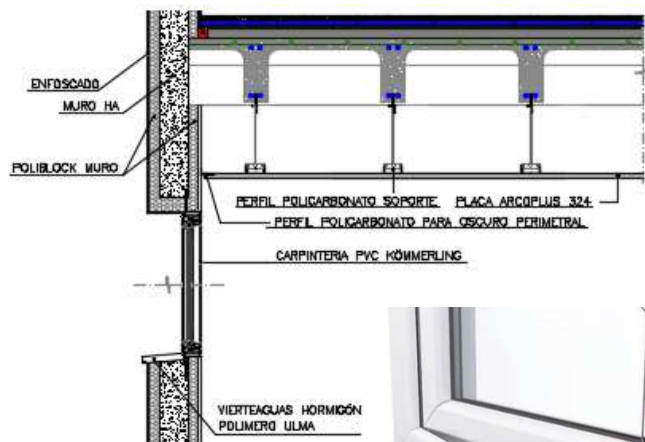 ENFOSCADO
MURO HA
POLIBLOCK MURO
PERFIL POLICARBONATO SOPORTE
PLACA ARCOPLUS 324
PERFIL POLICARBONATO PARA OSCURO PERIMETRAL
CARPINTERIA PVC KÖMMERLING
VIERTEAGUAS HORMIGÓN
POLIMERO ULMA